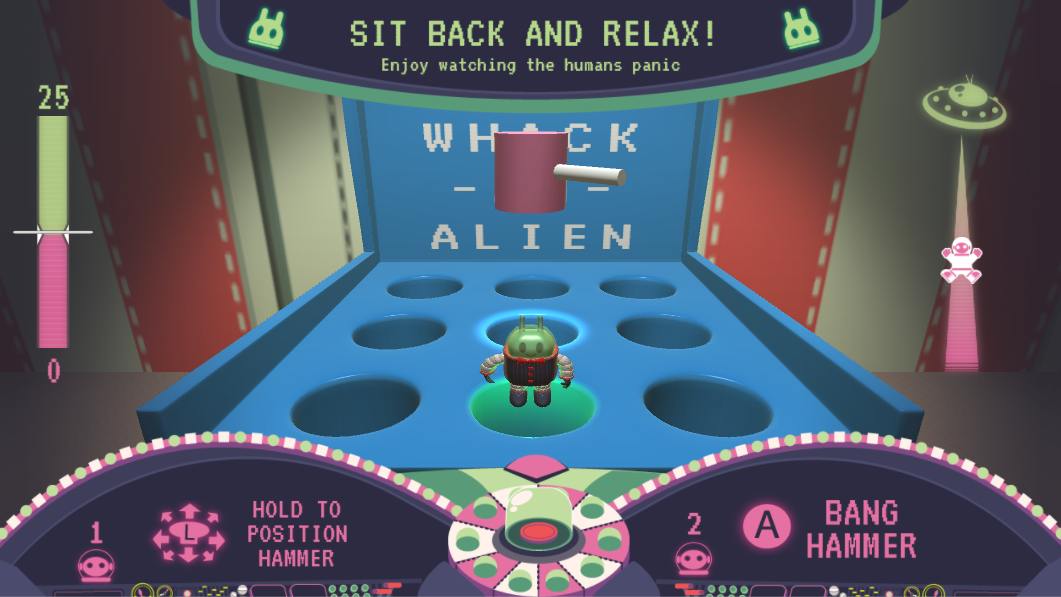 SIT BACK AND RELAX!
Enjoy watching the humans panic
25
0
WHACK
–  –
ALIEN
1
L
HOLD TO
POSITION
HAMMER
2
A
BANG
HAMMER